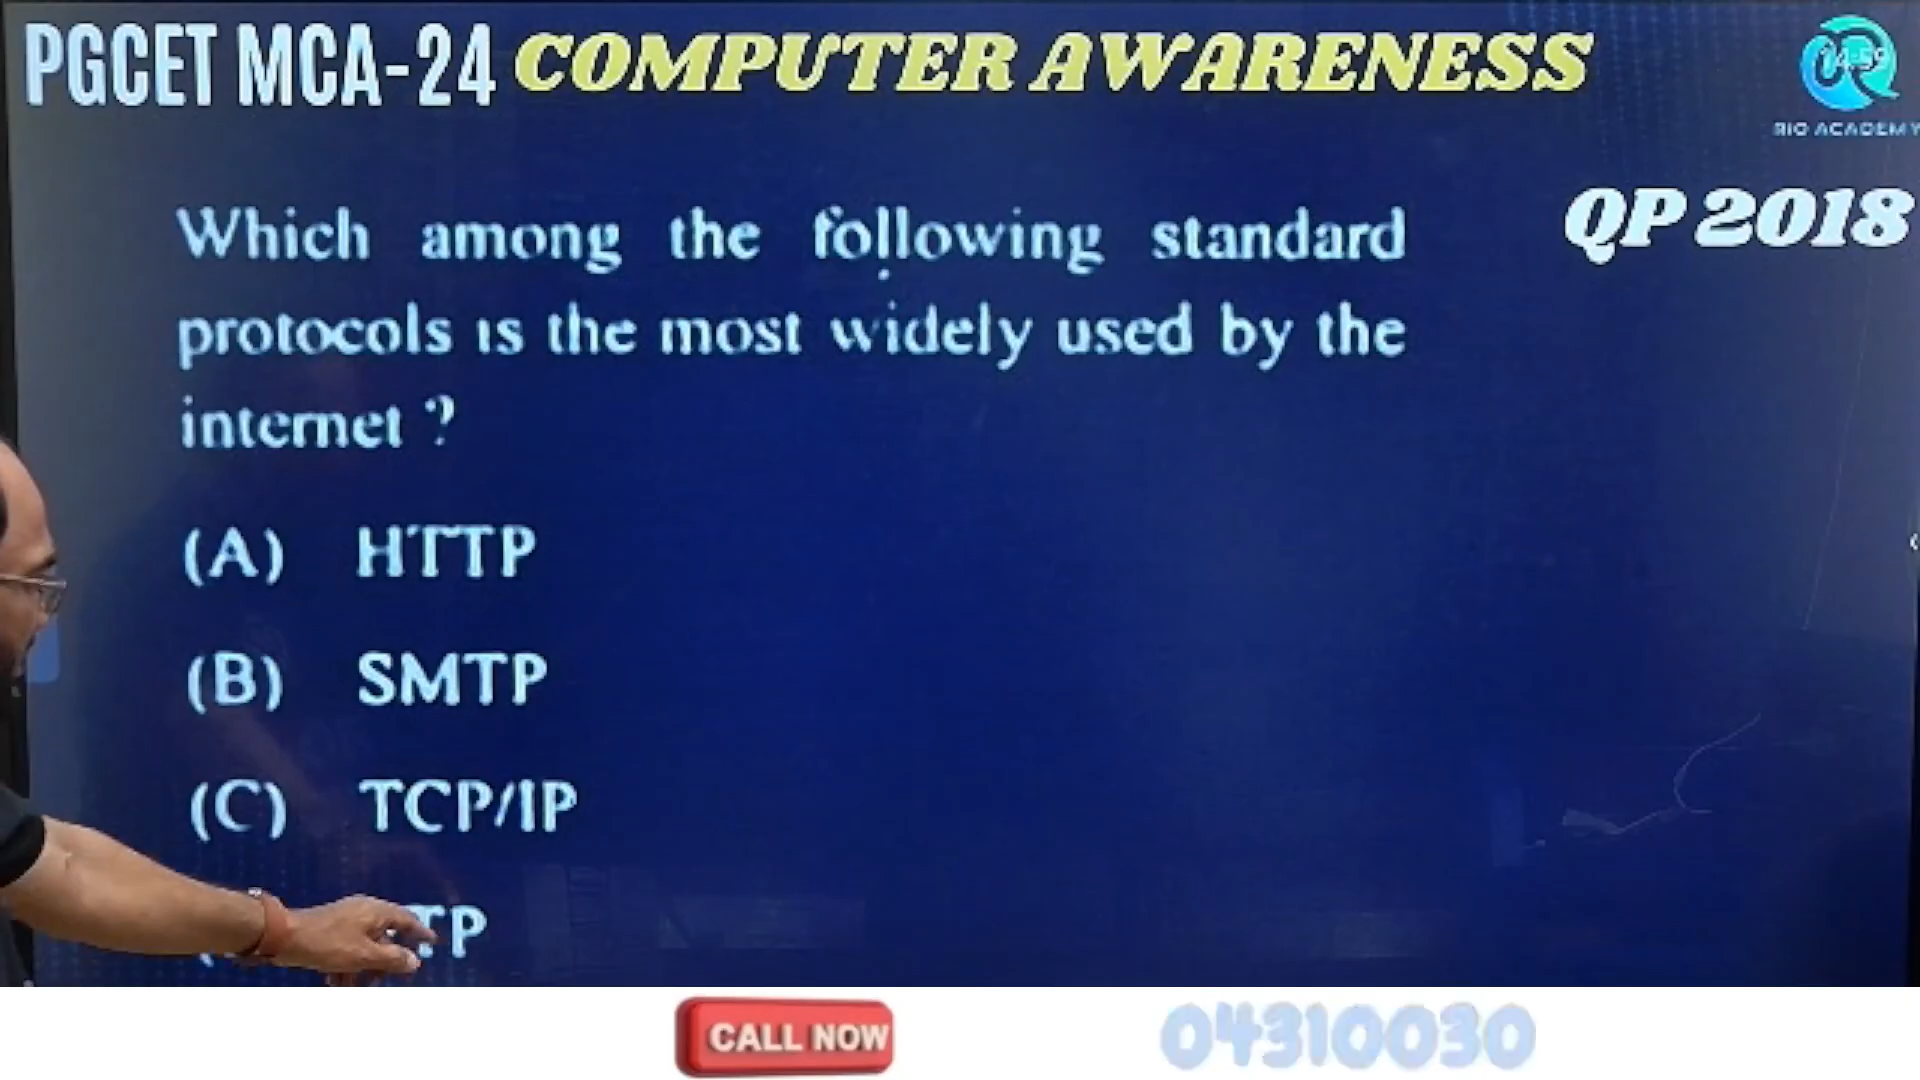 PGCET MCA-24 COMPUTER AWARENESS
RIO ACADEMY
QP 2018
Which among the following standard
protocols is the most widely used by the
internet ?
(A) HTTP
(B) SMTP
(C) TCP/IP
TP
CALL NOW
04310030